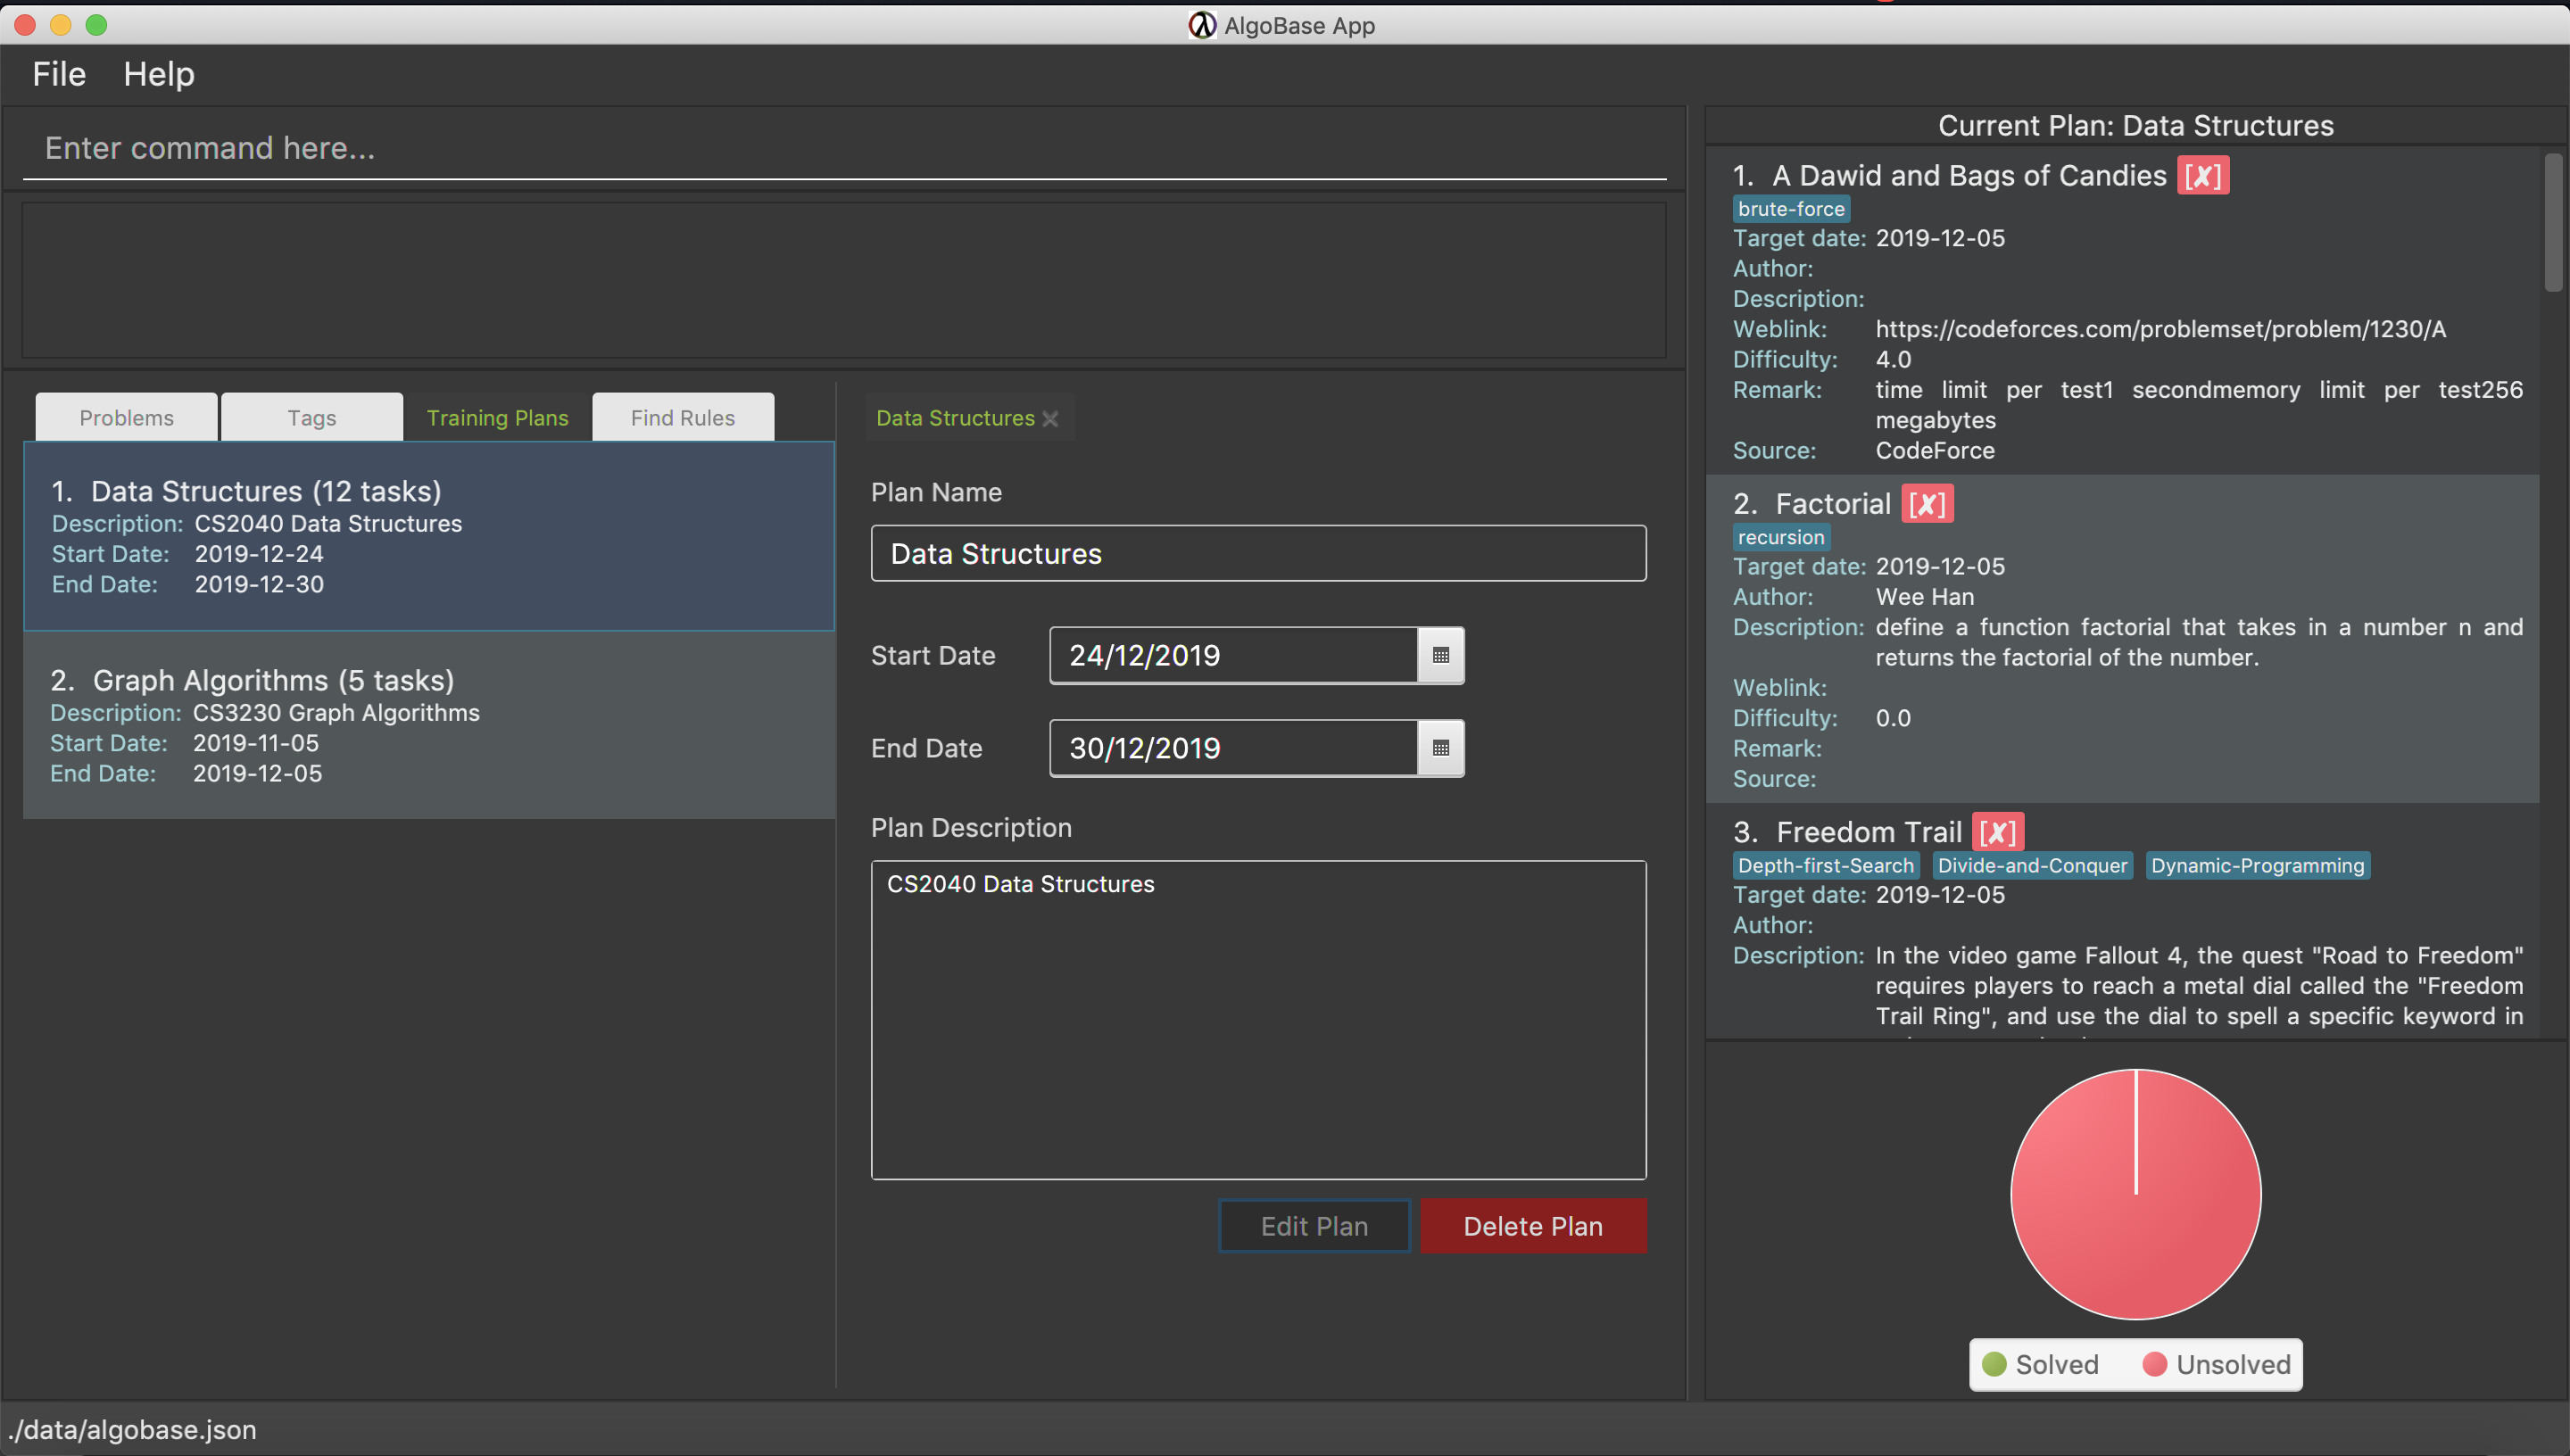 AlgoBase App
File Help
Enter command here...
Problems Tags Training Plans Find Rules
1. Data Structures (12 tasks)
Description: CS2040 Data Structures
Start Date: 2019-12-24
End Date: 2019-12-30
2. Graph Algorithms (5 tasks)
Description: CS3230 Graph Algorithms
Start Date: 2019-11-05
End Date: 2019-12-05
Data Structures
Plan Name
Data Structures
Start Date 24/12/2019
End Date 30/12/2019
Plan Description
CS2040 Data Structures
Edit Plan Delete Plan
Current Plan: Data Structures
1. A Dawid and Bags of Candies [✘]
brute-force
Target date: 2019-12-05
Author:
Description:
Weblink: https://codeforces.com/problemset/problem/1230/A
Difficulty: 4.0
Remark: time limit per test1 secondmemory limit per test256
megabytes
Source: CodeForce
2. Factorial [✘]
recursion
Target date: 2019-12-05
Author: Wee Han
Description: define a function factorial that takes in a number n and
returns the factorial of the number.
Weblink:
Difficulty: 0.0
Remark:
Source:
3. Freedom Trail [✘]
Depth-first-Search Divide-and-Conquer Dynamic-Programming
Target date: 2019-12-05
Author:
Description: In the video game Fallout 4, the quest "Road to Freedom"
requires players to reach a metal dial called the "Freedom
Trail Ring", and use the dial to spell a specific keyword in
Solved Unsolved
./data/algobase.json